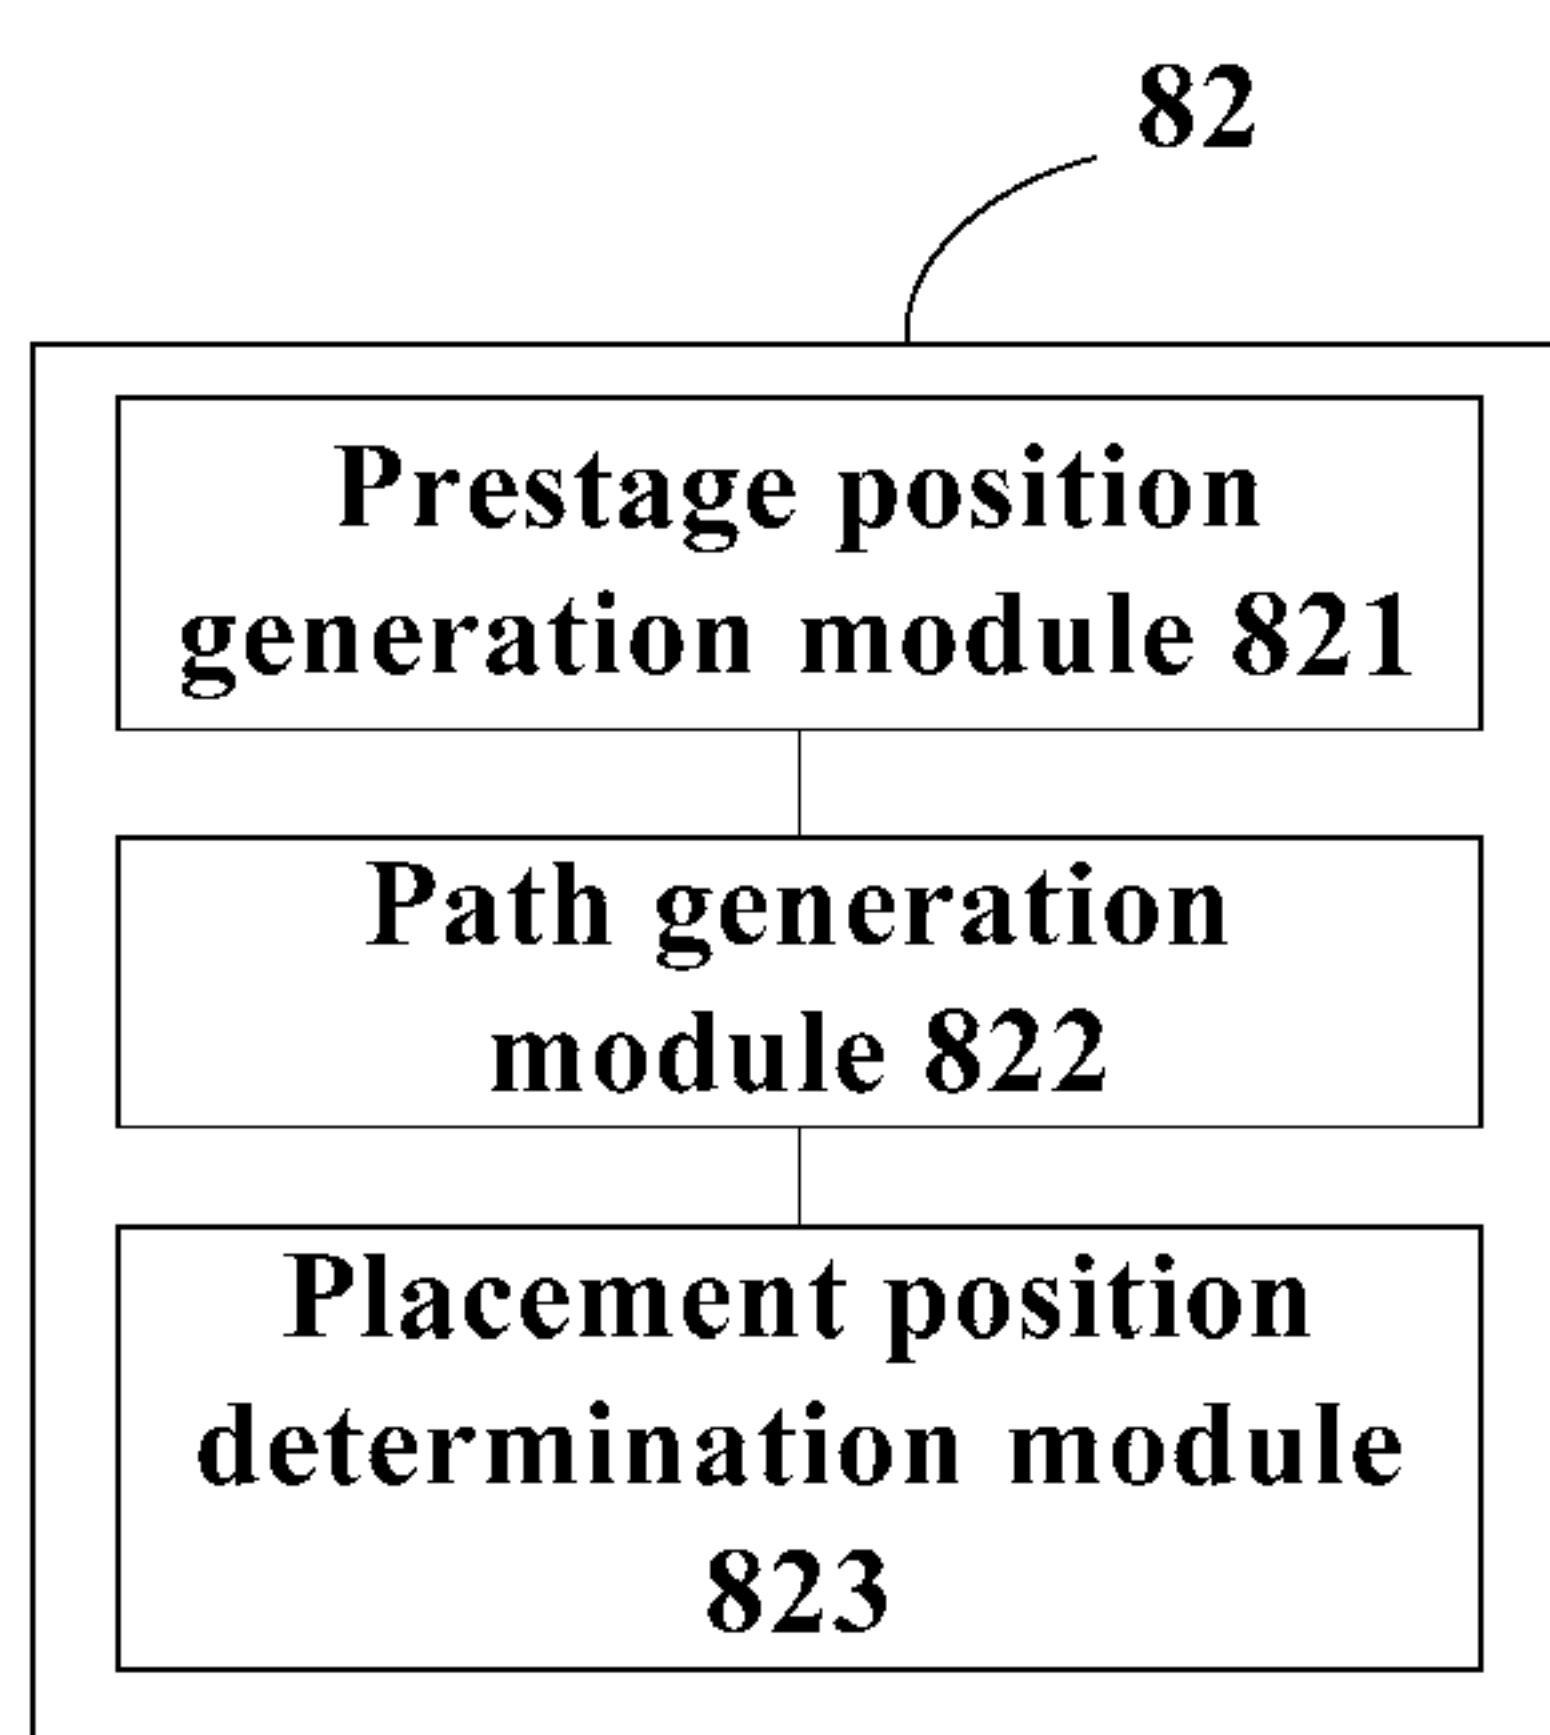 82
Prestage position
generation module 821
Path generation
module 822
Placement position
determination module
823